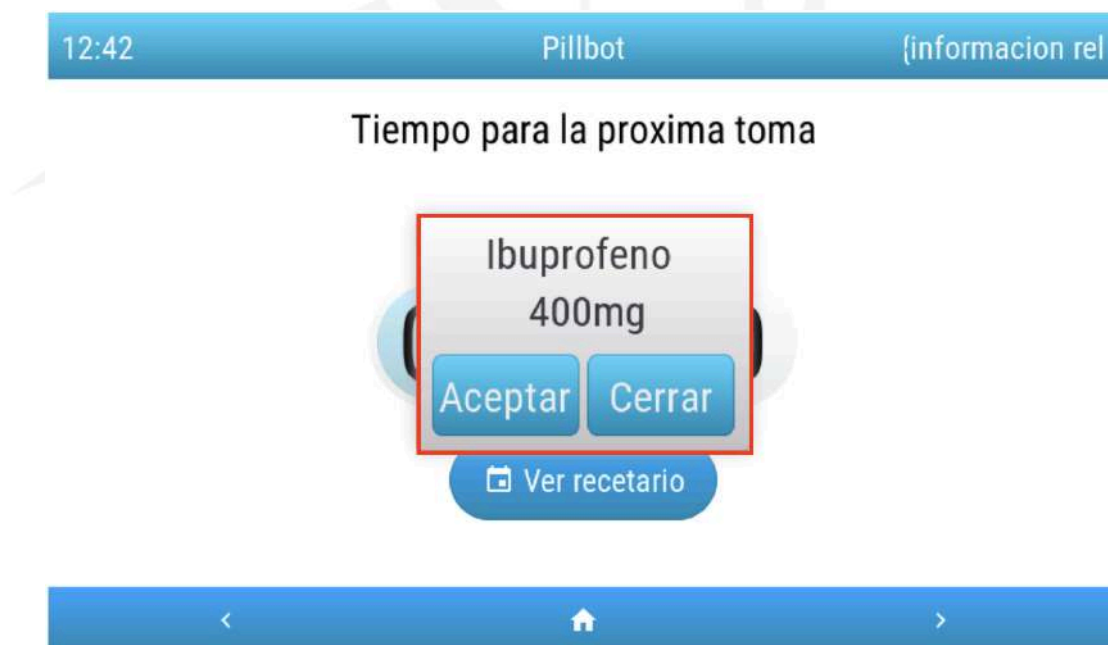 12:42 Pillbot {informacion rel
Tiempo para la proxima toma
Ibuprofeno
400mg
Aceptar Cerrar
Ver recetario